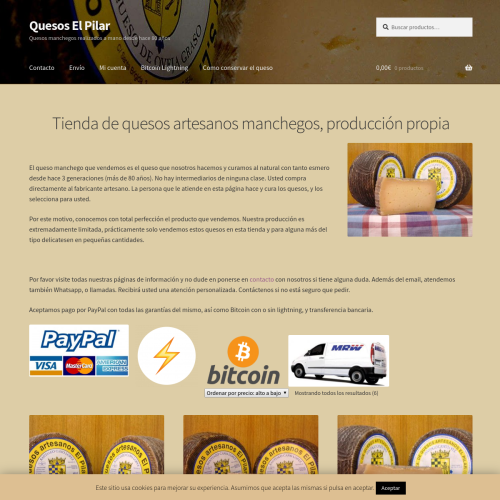 Quesos El Pilar
Quesos manchegos realizados a mano desde hace 80 años.
Buscar productos…
Contacto Envío Mi cuenta Bitcoin Lightning Como conservar el queso
0,00€ 0 productos
Tienda de quesos artesanos manchegos, producción propia
El queso manchego que vendemos es el queso que nosotros hacemos y curamos al natural con tanto esmero
desde hace 3 generaciones (más de 80 años). No hay intermediarios de ninguna clase. Usted compra
directamente al fabricante artesano. La persona que le atiende en esta página hace y cura los quesos, y los
selecciona para usted.
Por este motivo, conocemos con total perfección el producto que vendemos. Nuestra producción es
extremadamente limitada, prácticamente solo vendemos estos quesos en esta tienda y para alguna más del
tipo delicatesen en pequeñas cantidades.
Por favor visite todas nuestras páginas de información y no dude en ponerse en contacto con nosotros si tiene alguna duda. Además del email, atendemos
también Whatsapp, o llamadas. Recibirá usted una atención personalizada. Contáctenos si no está seguro que pedir.
Aceptamos pago por PayPal con todas las garantías del mismo, así como Bitcoin con o sin lightning, y transferencia bancaria.
PayPal
VISA MasterCard
bitcoin
MRW
Ordenar por precio: alto a bajo
Mostrando todos los resultados (6)
Este sitio usa cookies para mejorar su experiencia. Asumimos que acepta las mismas si pulsa en aceptar.
Aceptar